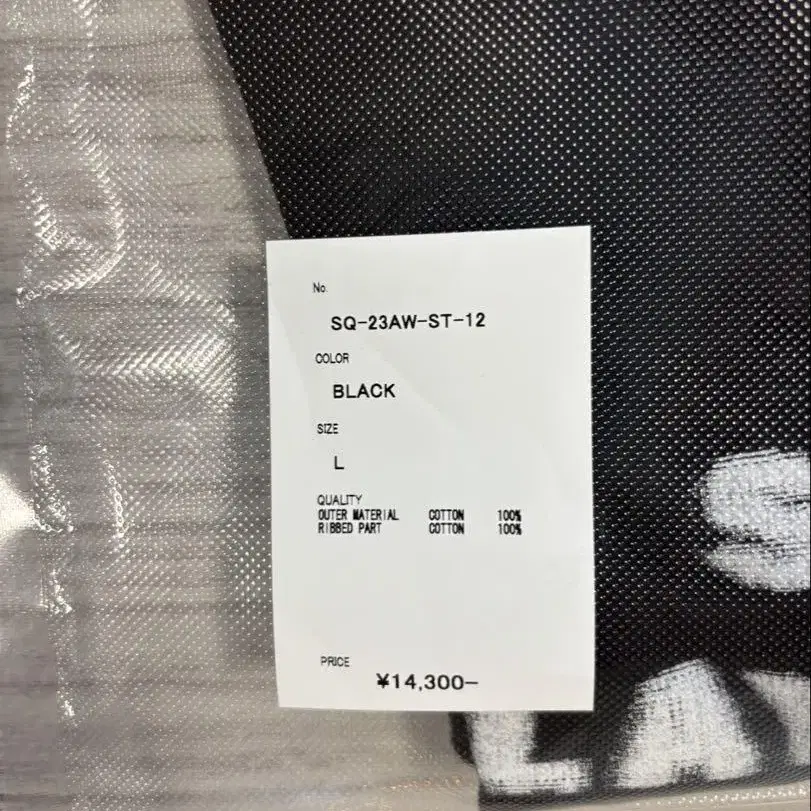 No.
SQ-23AW-ST-12
COLOR
BLACK
SIZE
L
QUALITY
OUTER MATERIAL COTTON 100%
RIBBED PART COTTON 100%
PRICE
¥14,300-